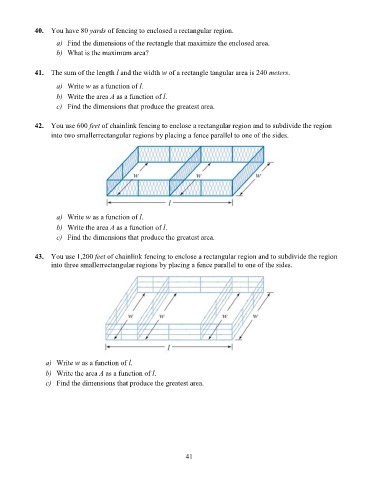 40. You have 80 yards of fencing to enclosed a rectangular region.
a) Find the dimensions of the rectangle that maximize the enclosed area.
b) What is the maximum area?
41. The sum of the length l and the width w of a rectangle tangular area is 240 meters.
a) Write w as a function of l.
b) Write the area A as a function of l.
c) Find the dimensions that produce the greatest area.
42. You use 600 feet of chainlink fencing to enclose a rectangular region and to subdivide the region
into two smallerrectangular regions by placing a fence parallel to one of the sides.
w w w
l
a) Write w as a function of l.
b) Write the area A as a function of l.
c) Find the dimensions that produce the greatest area.
43. You use 1,200 feet of chainlink fencing to enclose a rectangular region and to subdivide the region
into three smallerrectangular regions by placing a fence parallel to one of the sides.
w w w w
l
a) Write w as a function of l.
b) Write the area A as a function of l.
c) Find the dimensions that produce the greatest area.
41